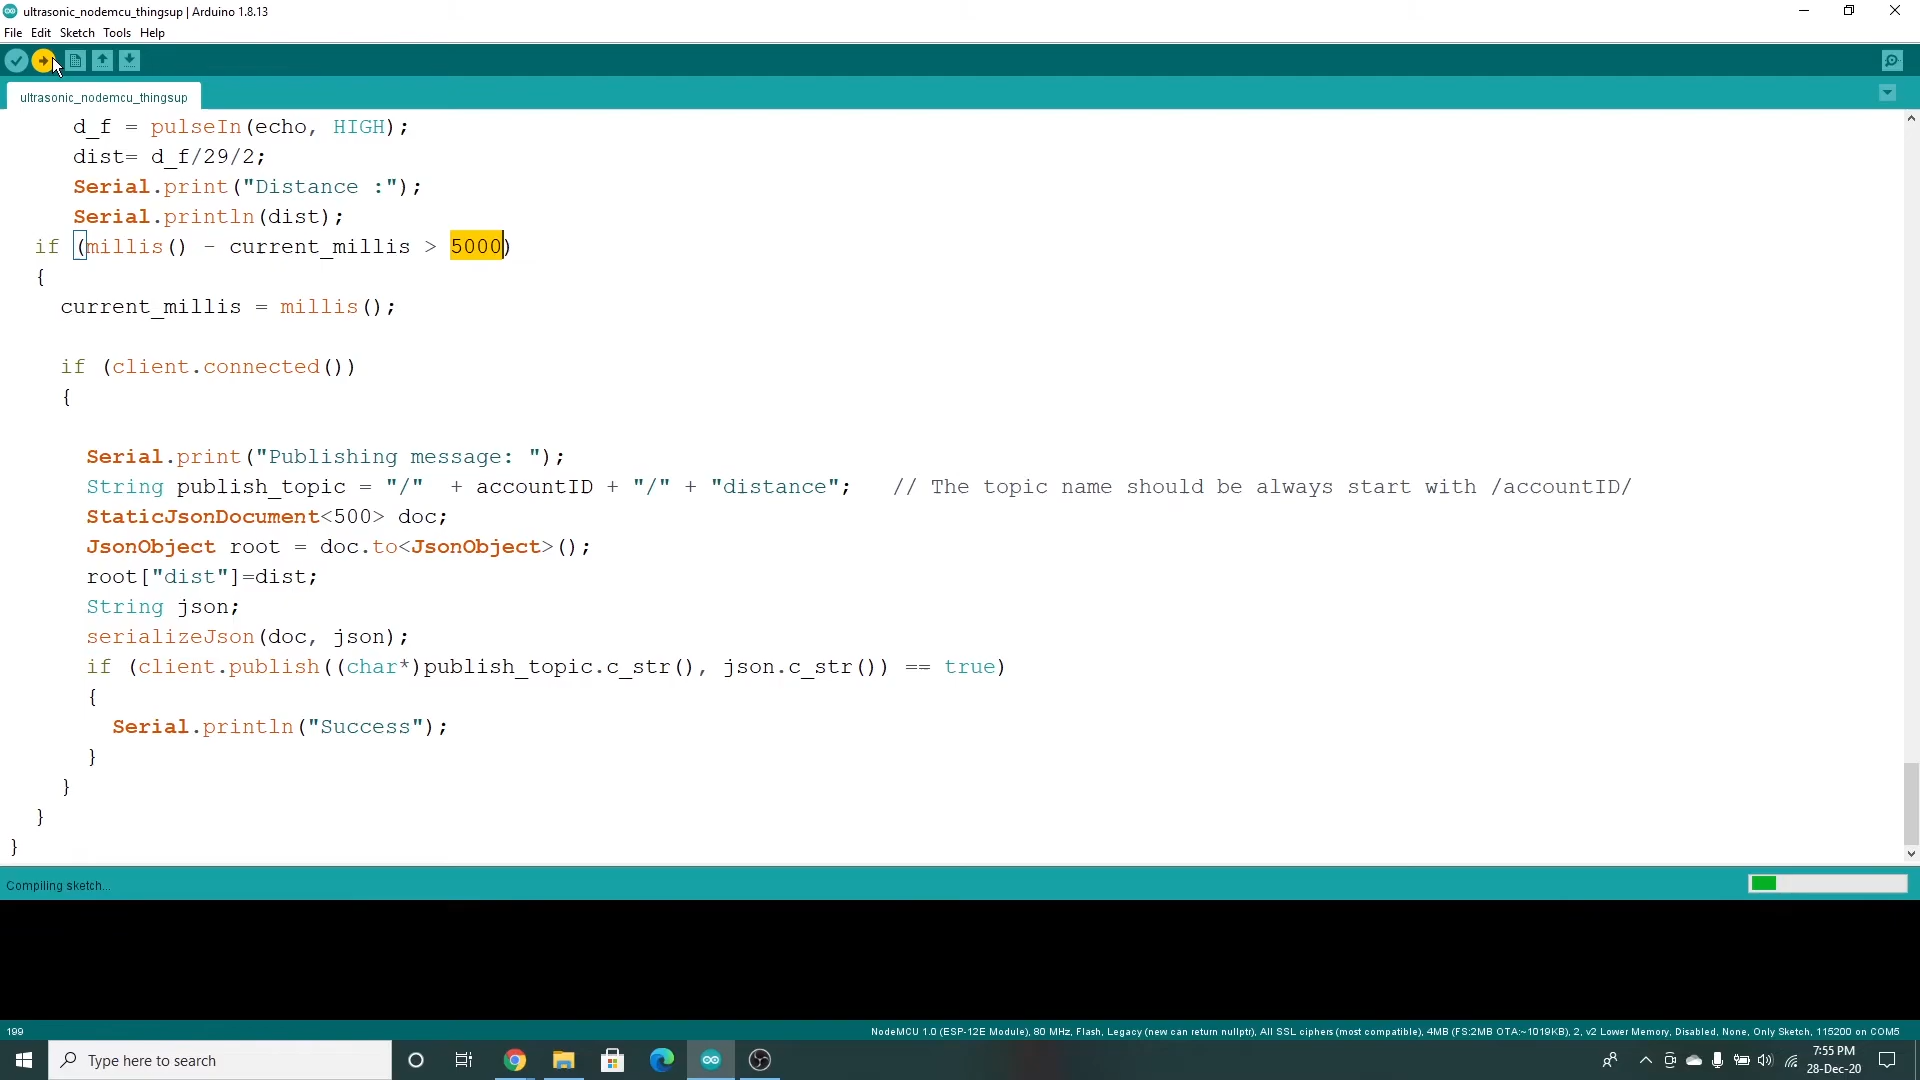 ultrasonic_nodemcu_thingsup | Arduino 1.8.13
File Edit Sketch Tools Help
ultrasonic_nodemcu_thingsup
d_f = pulseIn(echo, HIGH);
dist= d_f/29/2;
Serial.print("Distance :");
Serial.println(dist);
if (millis() - current_millis > 5000)
{
current_millis = millis();
if (client.connected())
{
Serial.print("Publishing message: ");
String publish_topic = "/"  + accountID + "/" + "distance";   // The topic name should be always start with /accountID/
StaticJsonDocument<500> doc;
JsonObject root = doc.to<JsonObject>();
root["dist"]=dist;
String json;
serializeJson(doc, json);
if (client.publish((char*)publish_topic.c_str(), json.c_str()) == true)
{
Serial.println("Success");
}
}
}
}
Compiling sketch...
199 NodeMCU 1.0 (ESP-12E Module), 80 MHz, Flash, Legacy (new can return nullptr), All SSL ciphers (most compatible), 4MB (FS:2MB OTA:~1019KB), 2, v2 Lower Memory, Disabled, None, Only Sketch, 115200 on COM5
Type here to search
7:55 PM
28-Dec-20